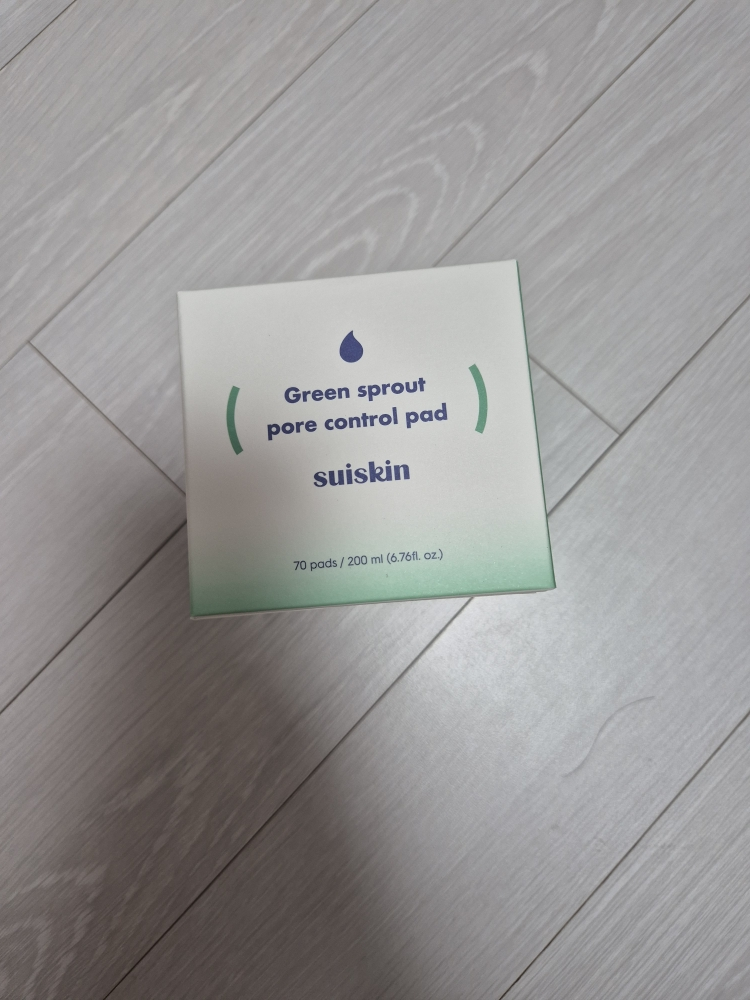 Green sprout
pore control pad
suiskin
70 pads / 200 ml (6.76fl. oz.)